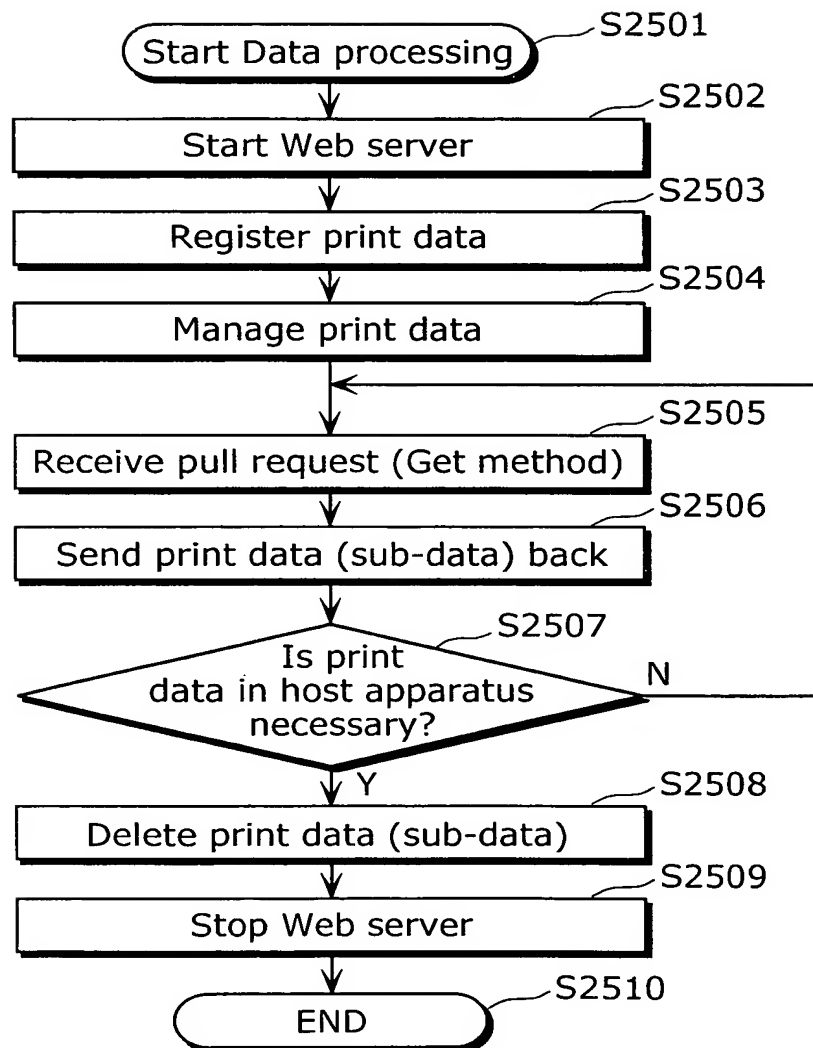 Start Data processing
S2501
S2502
Start Web server
S2503
Register print data
S2504
Manage print data
S2505
Receive pull request (Get method)
S2506
Send print data (sub-data) back
S2507
Is print
data in host apparatus
necessary?
N
Y
S2508
Delete print data (sub-data)
S2509
Stop Web server
S2510
END